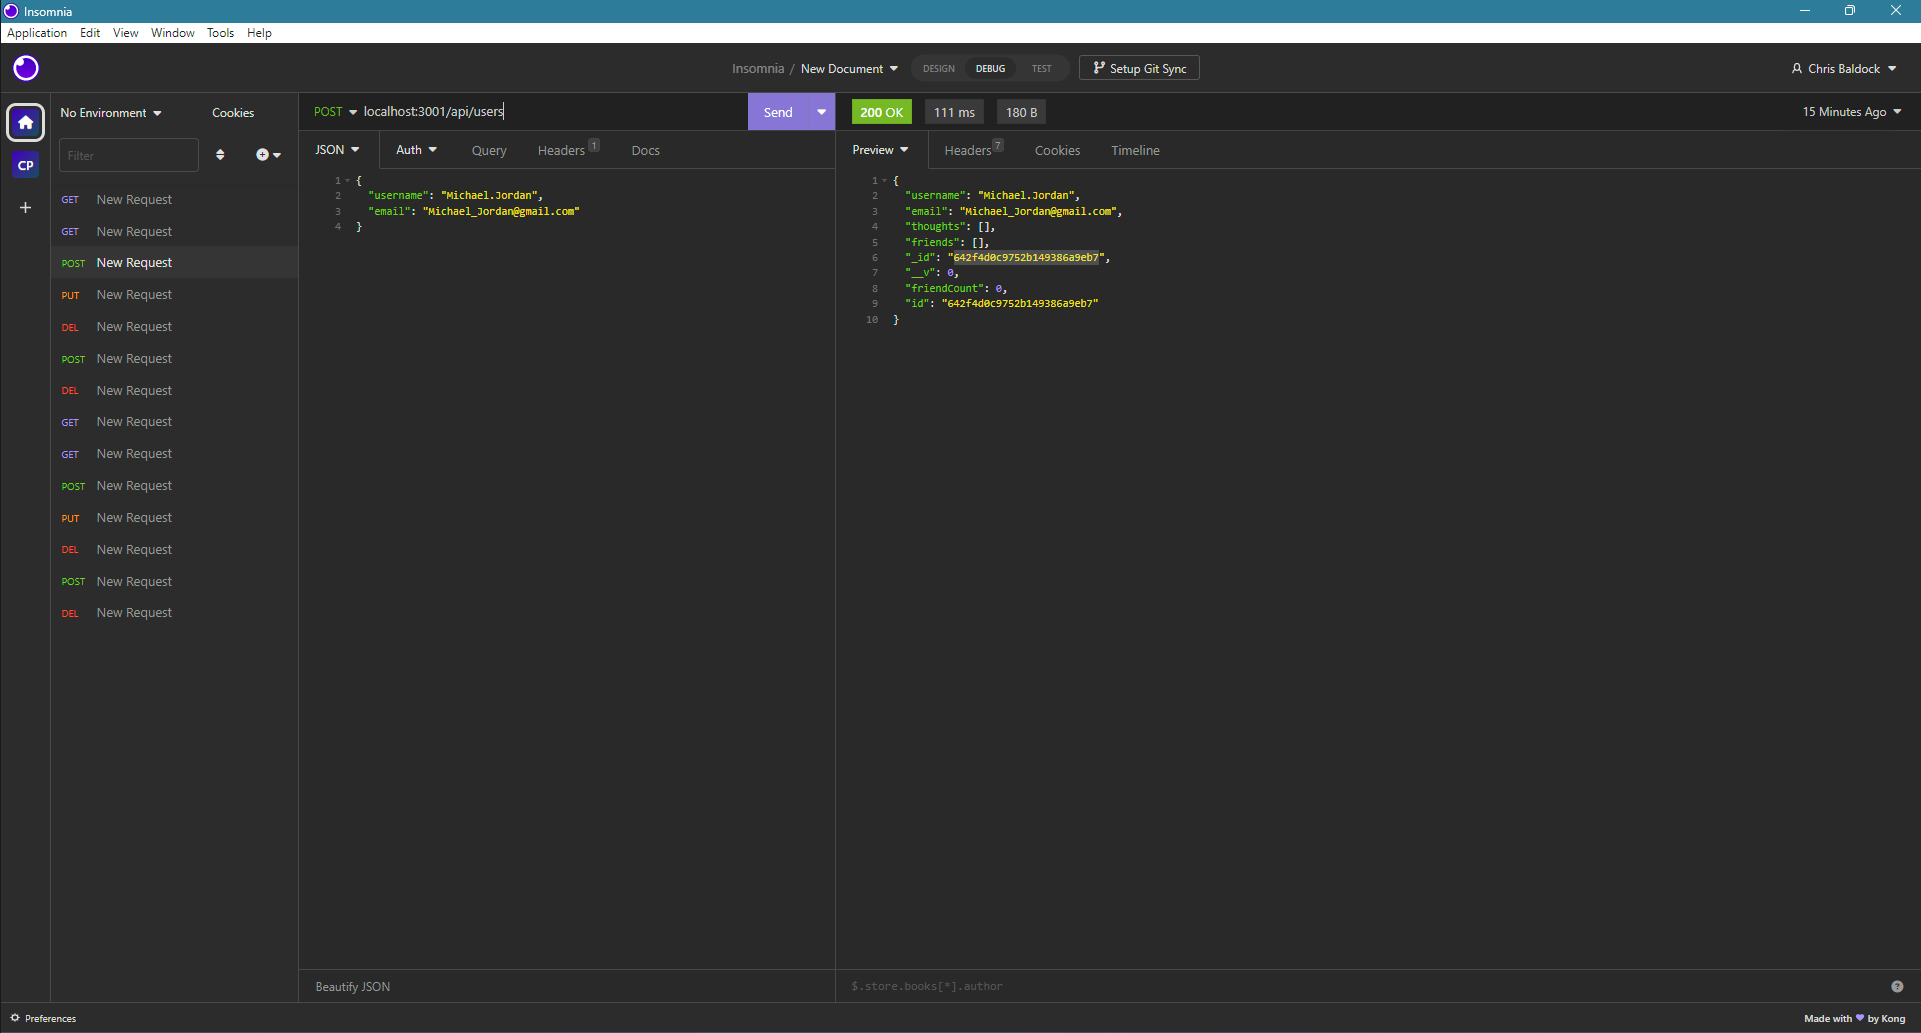 Insomnia
Application Edit View Window Tools Help
Insomnia / New Document DESIGN DEBUG TEST Setup Git Sync Chris Baldock
No Environment Cookies
POST localhost:3001/api/users Send 200 OK 111 ms 180 B 15 Minutes Ago
Filter
CP
JSON Auth Query Headers 1 Docs
Preview Headers 7 Cookies Timeline
GET New Request
GET New Request
POST New Request
PUT New Request
DEL New Request
POST New Request
DEL New Request
GET New Request
GET New Request
POST New Request
PUT New Request
DEL New Request
POST New Request
DEL New Request
1 {
2 "username": "Michael.Jordan",
3 "email": "Michael_Jordan@gmail.com"
4 }
1 {
2 "username": "Michael.Jordan",
3 "email": "Michael_Jordan@gmail.com",
4 "thoughts": [],
5 "friends": [],
6 "_id": "642f4d0c9752b149386a9eb7",
7 "__v": 0,
8 "friendCount": 0,
9 "id": "642f4d0c9752b149386a9eb7"
10 }
Beautify JSON
$.store.books[*].author
Preferences
Made with ♥ by Kong